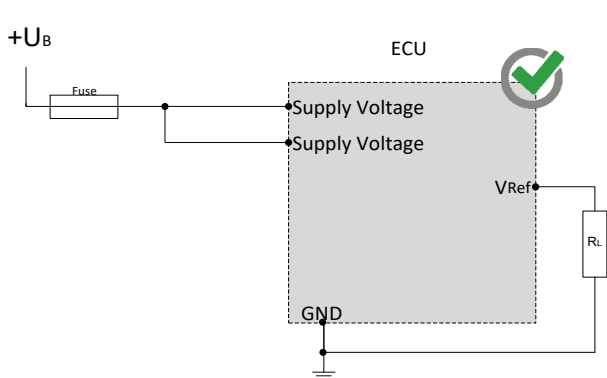 +UB
ECU
Fuse
Supply Voltage
Supply Voltage
VRef
RL
GND